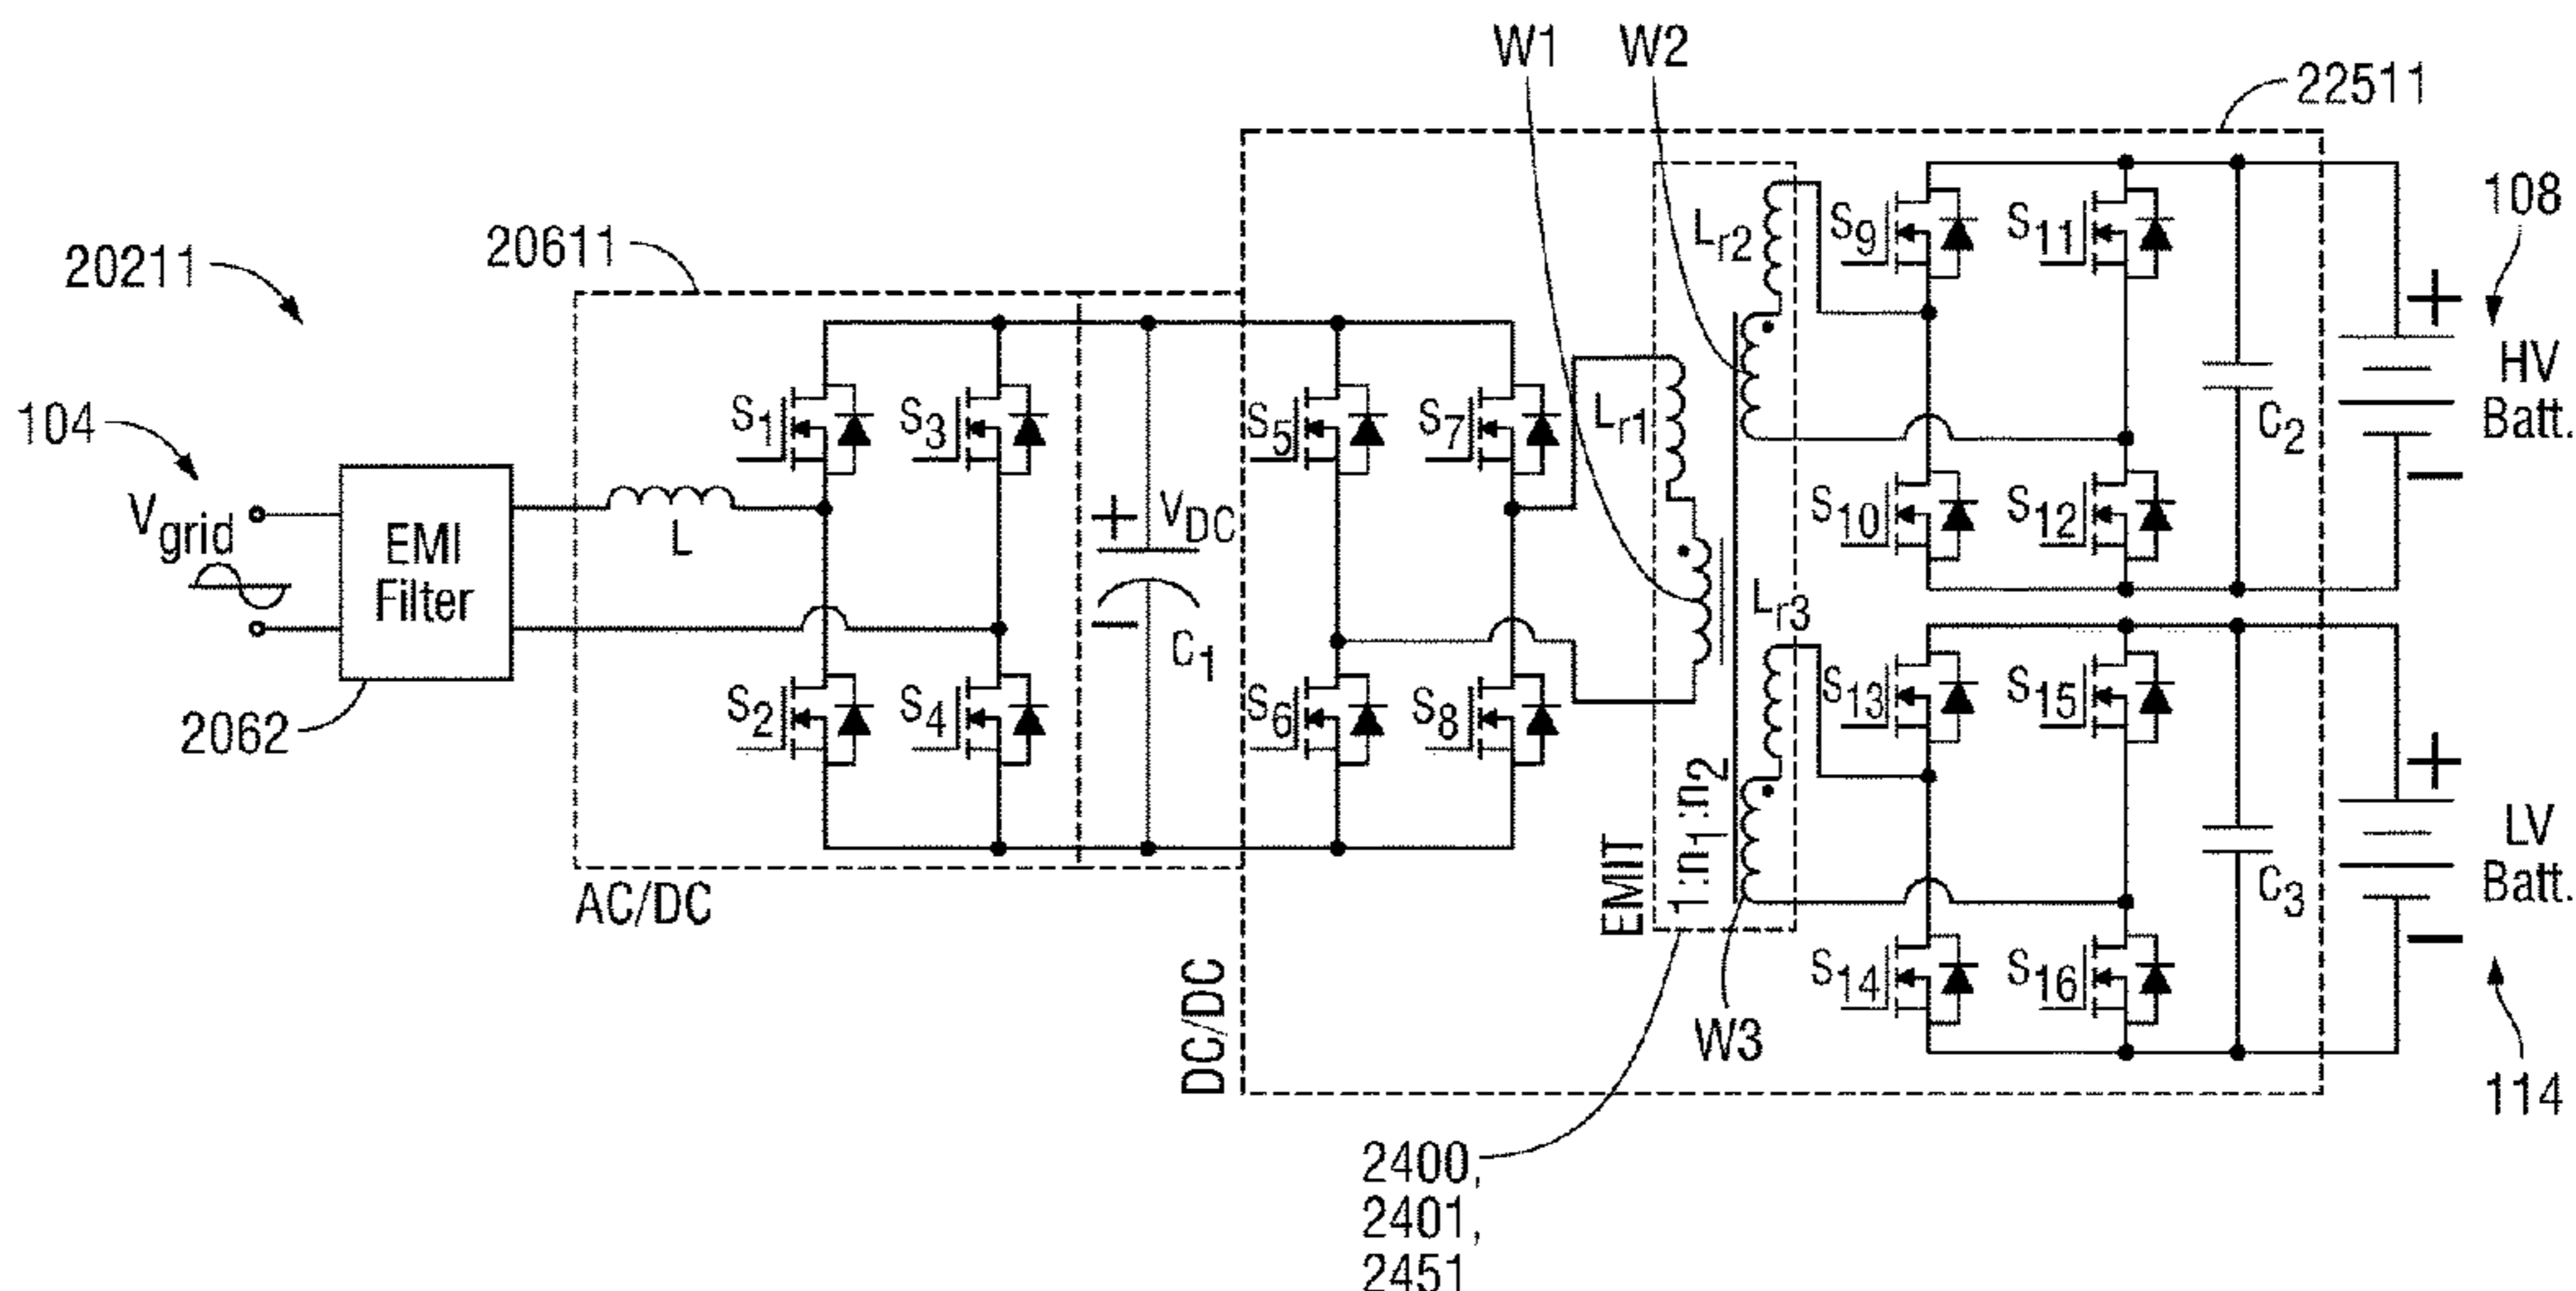 W1 W2
22511
20211
20611
104
V_grid
EMI
Filter
2062
L
S1
S3
S2
S4
AC/DC
+ V_DC
−
C1
S5
S7
S6
S8
DC/DC
EMIT
1:n1:n2
Lr1
Lr2
Lr3
W3
2400,
2401,
2451
S9
S11
S10
S12
C2
+
HV
Batt.
−
108
S13
S15
S14
S16
C3
+
LV
Batt.
−
114